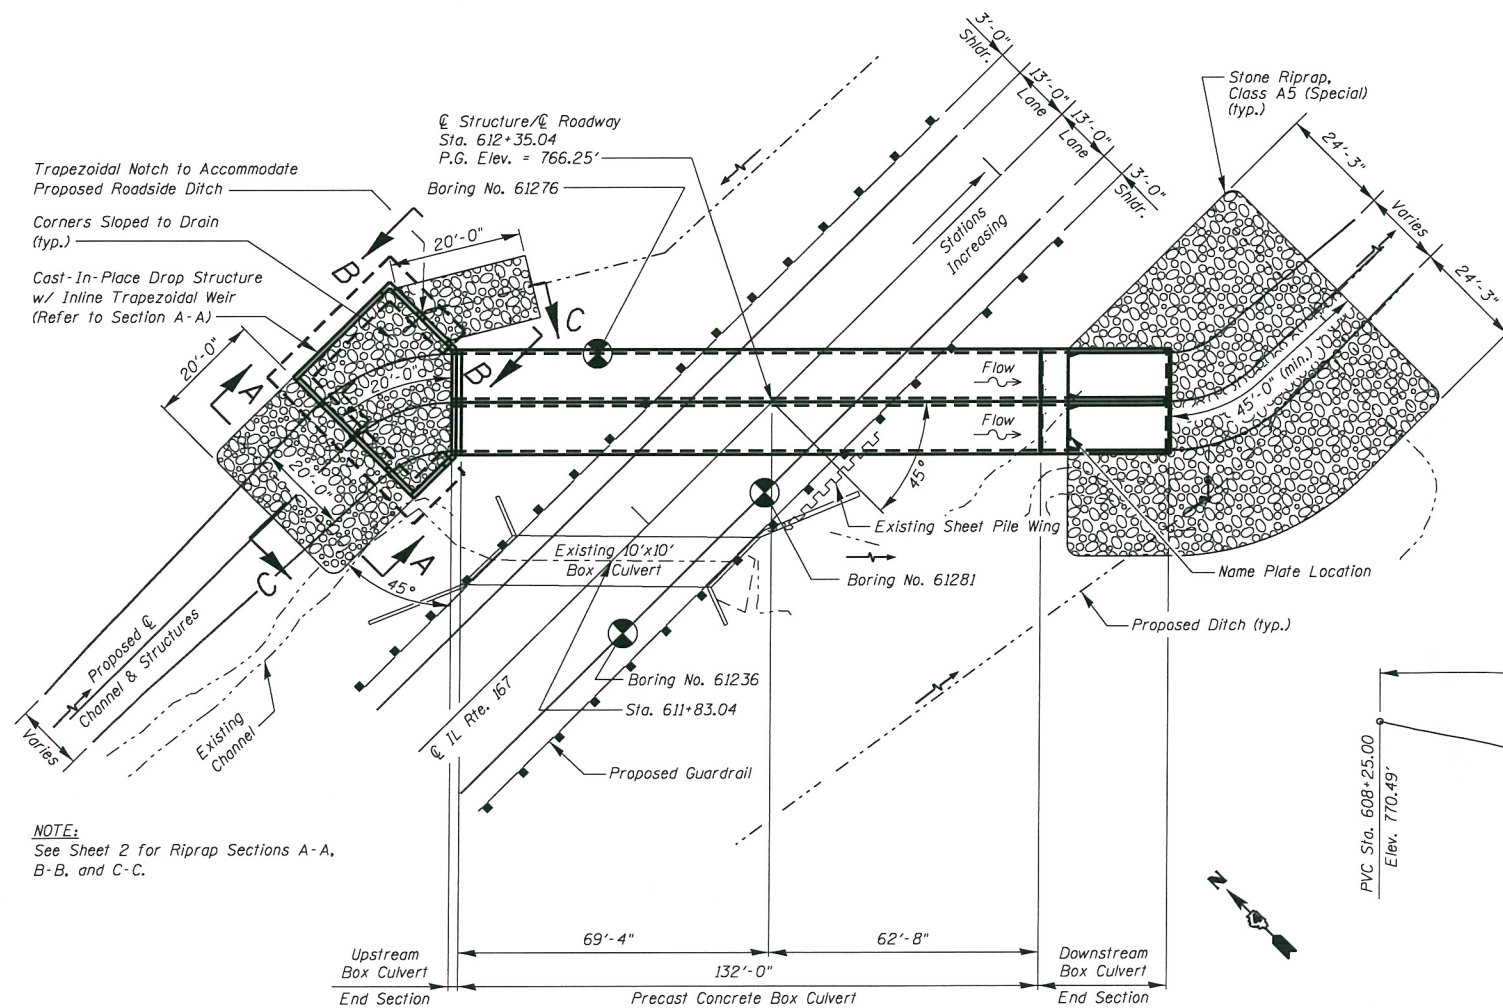 3'-0"
Shldr.
13'-0"
Lane
13'-0"
Lane
3'-0"
Shldr.
Stone Riprap,
Class A5 (Special)
(typ.)
24'-3"
Varies
24'-3"
℄ Structure/℄ Roadway
Sta. 612+35.04
P.G. Elev. = 766.25'
Boring No. 61276
Trapezoidal Notch to Accommodate
Proposed Roadside Ditch
Corners Sloped to Drain
(typ.)
Cast-In-Place Drop Structure
w/ Inline Trapezoidal Weir
(Refer to Section A-A)
B
20'-0"
C
Stations
Increasing
20'-0"
A
20'-0"
B
Flow
Flow
45'-0" (min.)
45°
20'-0"
C
A
45°
Existing 10'x10'
Box Culvert
Existing Sheet Pile Wing
Boring No. 61281
Name Plate Location
Proposed Ditch (typ.)
Proposed ℄
Channel & Structures
Varies
Existing
Channel
℄ IL Rte. 167
Boring No. 61236
Sta. 611+83.04
Proposed Guardrail
PVC Sta. 608+25.00
Elev. 770.49'
NOTE:
See Sheet 2 for Riprap Sections A-A,
B-B, and C-C.
N
69'-4"
62'-8"
Upstream
Box Culvert
End Section
132'-0"
Precast Concrete Box Culvert
Downstream
Box Culvert
End Section